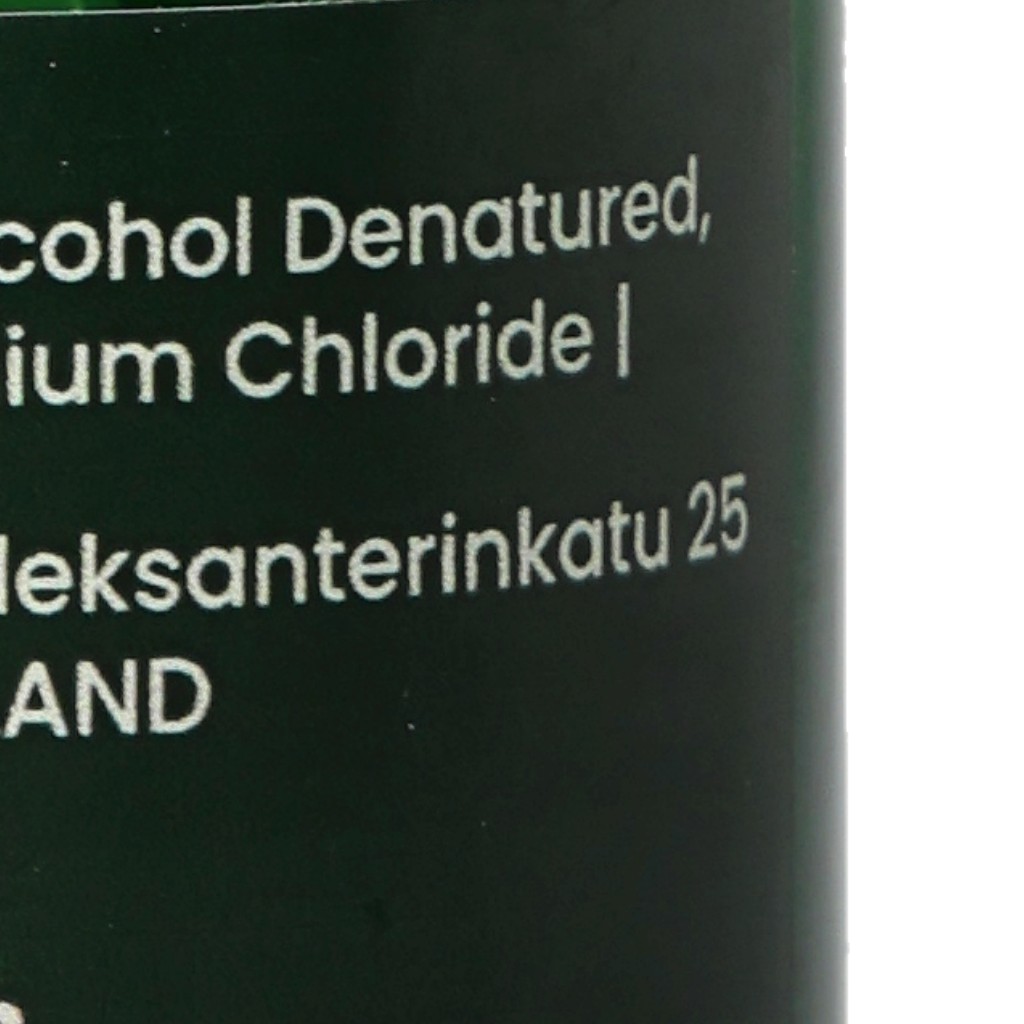 cohol Denatured,
ium Chloride |
leksanterinkatu 25
AND